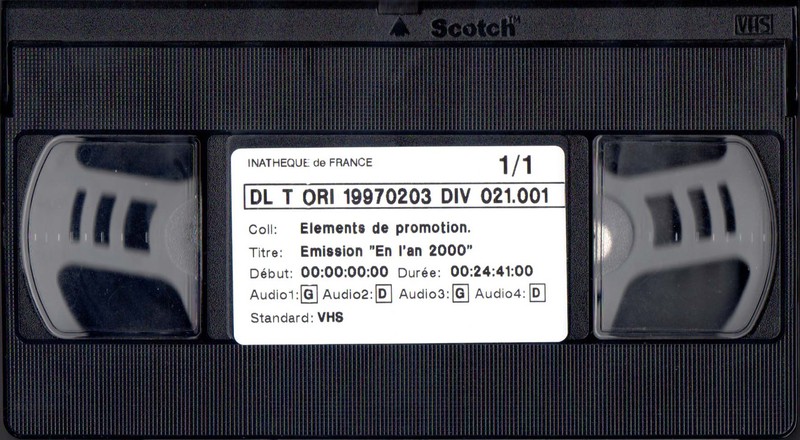 Scotch™
VHS
INATHEQUE de FRANCE 1/1
DL T ORI 19970203 DIV 021.001
Coll: Elements de promotion.
Titre: Emission "En l'an 2000"
Début: 00:00:00:00 Durée: 00:24:41:00
Audio1: G Audio2: D Audio3: G Audio4: D
Standard: VHS